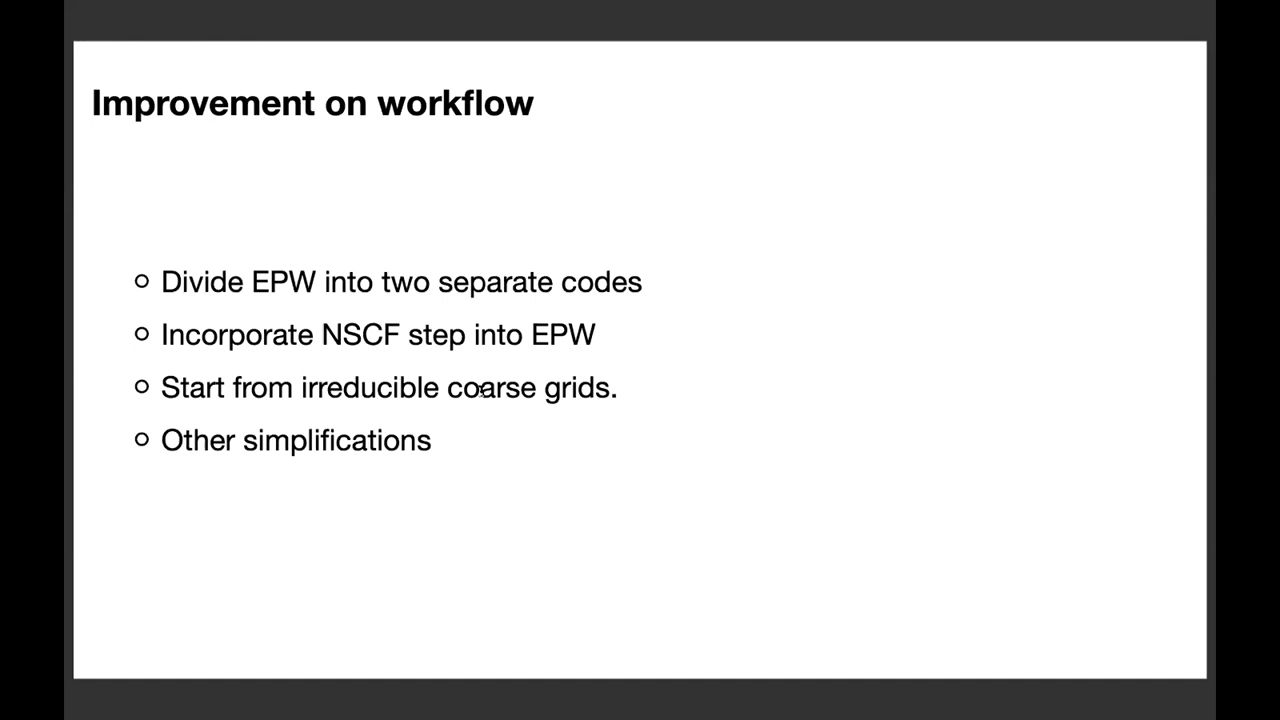 Improvement on workflow
Divide EPW into two separate codes
Incorporate NSCF step into EPW
Start from irreducible coarse grids.
Other simplifications